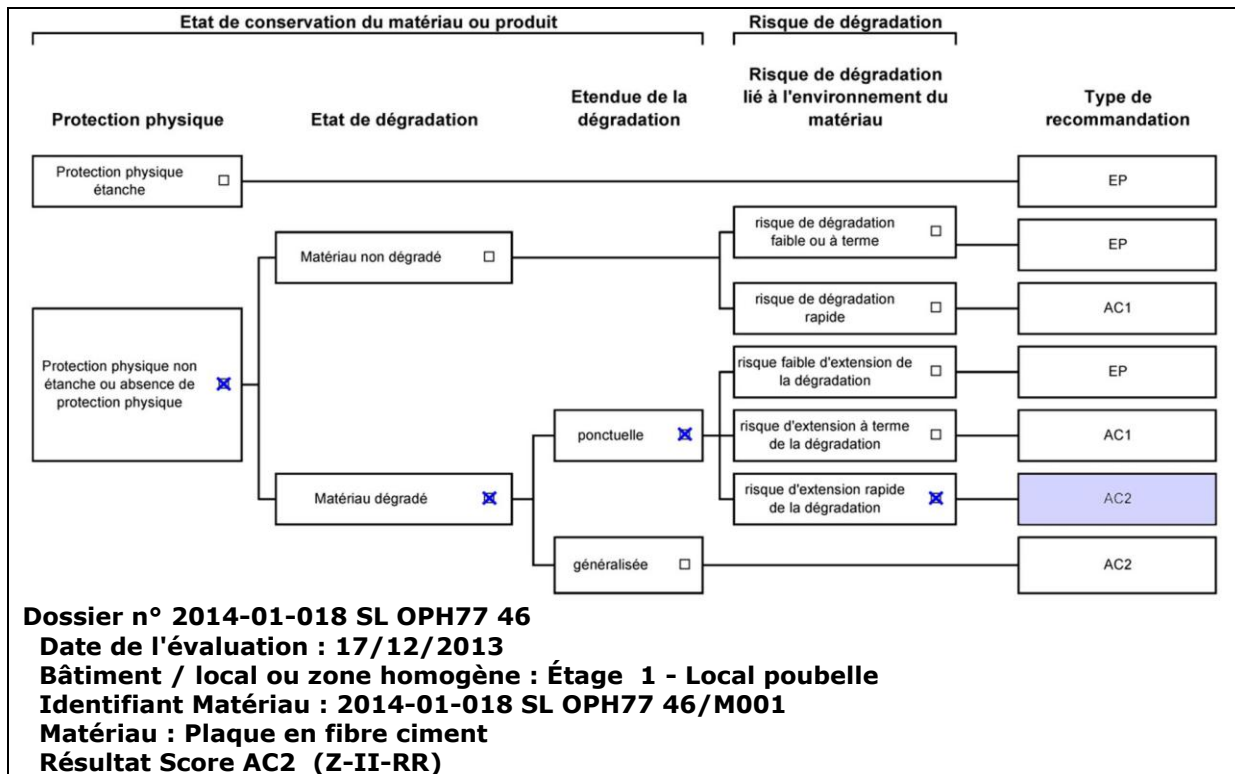 Etat de conservation du matériau ou produit
Risque de dégradation
Protection physique
Etat de dégradation
Etendue de la
dégradation
Risque de dégradation
lié à l'environnement du
matériau
Type de
recommandation
Protection physique
étanche
EP
Matériau non dégradé
risque de dégradation
faible ou à terme
EP
risque de dégradation
rapide
AC1
Protection physique non
étanche ou absence de
protection physique
risque faible d'extension de
la dégradation
EP
ponctuelle
risque d'extension à terme
de la dégradation
AC1
Matériau dégradé
risque d'extension rapide
de la dégradation
AC2
généralisée
AC2
Dossier n° 2014-01-018 SL OPH77 46
Date de l'évaluation : 17/12/2013
Bâtiment / local ou zone homogène : Étage 1 - Local poubelle
Identifiant Matériau : 2014-01-018 SL OPH77 46/M001
Matériau : Plaque en fibre ciment
Résultat Score AC2 (Z-II-RR)